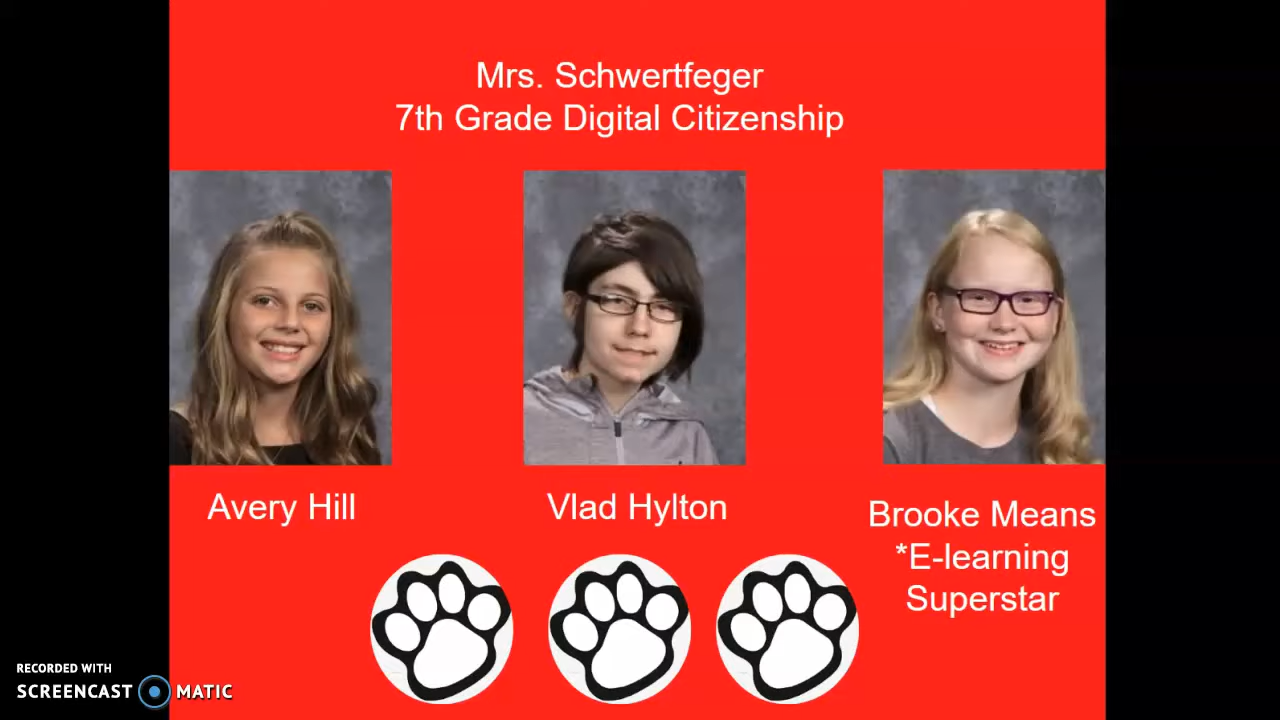 Mrs. Schwertfeger
7th Grade Digital Citizenship
Avery Hill
Vlad Hylton
Brooke Means
*E-learning
Superstar
RECORDED WITH
SCREENCAST MATIC